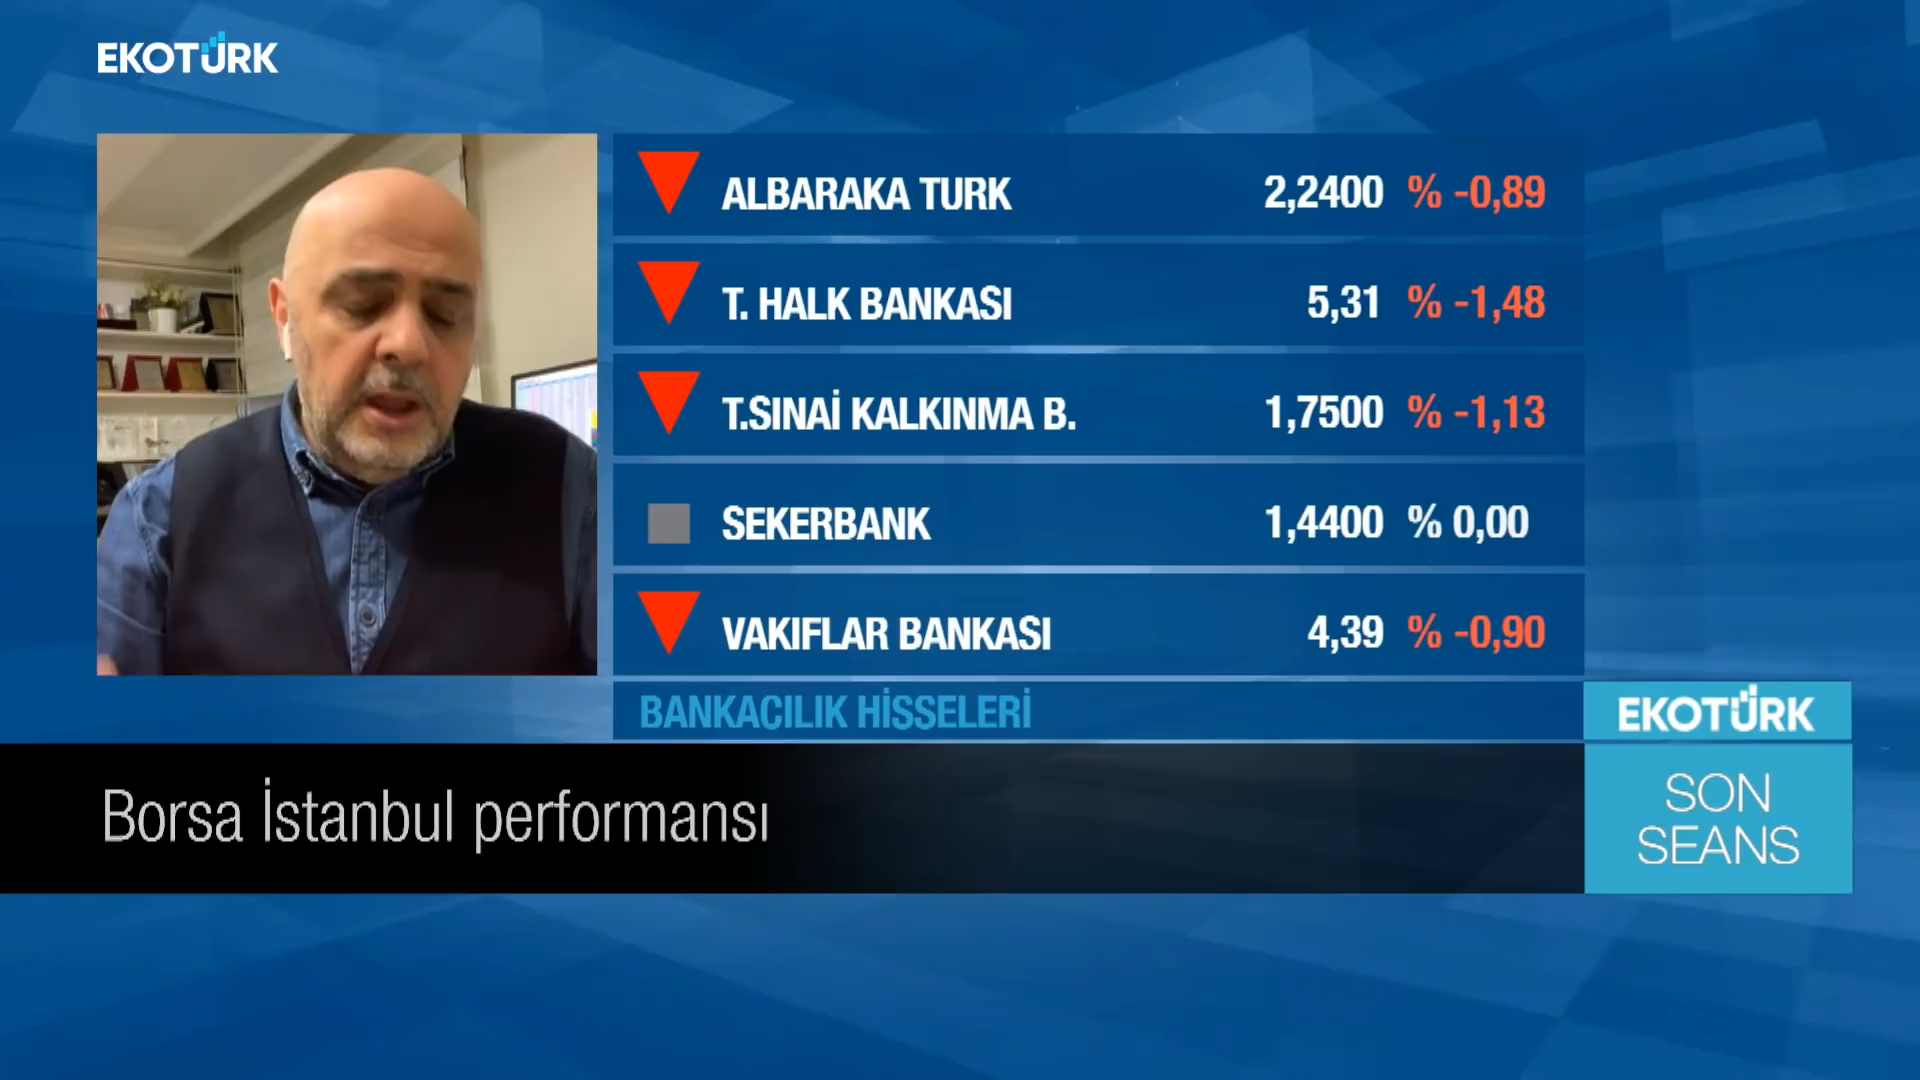 EKOTÜRK
ALBARAKA TURK 2,2400 % -0,89
T. HALK BANKASI 5,31 % -1,48
T.SINAİ KALKINMA B. 1,7500 % -1,13
SEKERBANK 1,4400 % 0,00
VAKIFLAR BANKASI 4,39 % -0,90
BANKACILIK HİSSELERİ
EKOTÜRK
Borsa İstanbul performansı
SON
SEANS